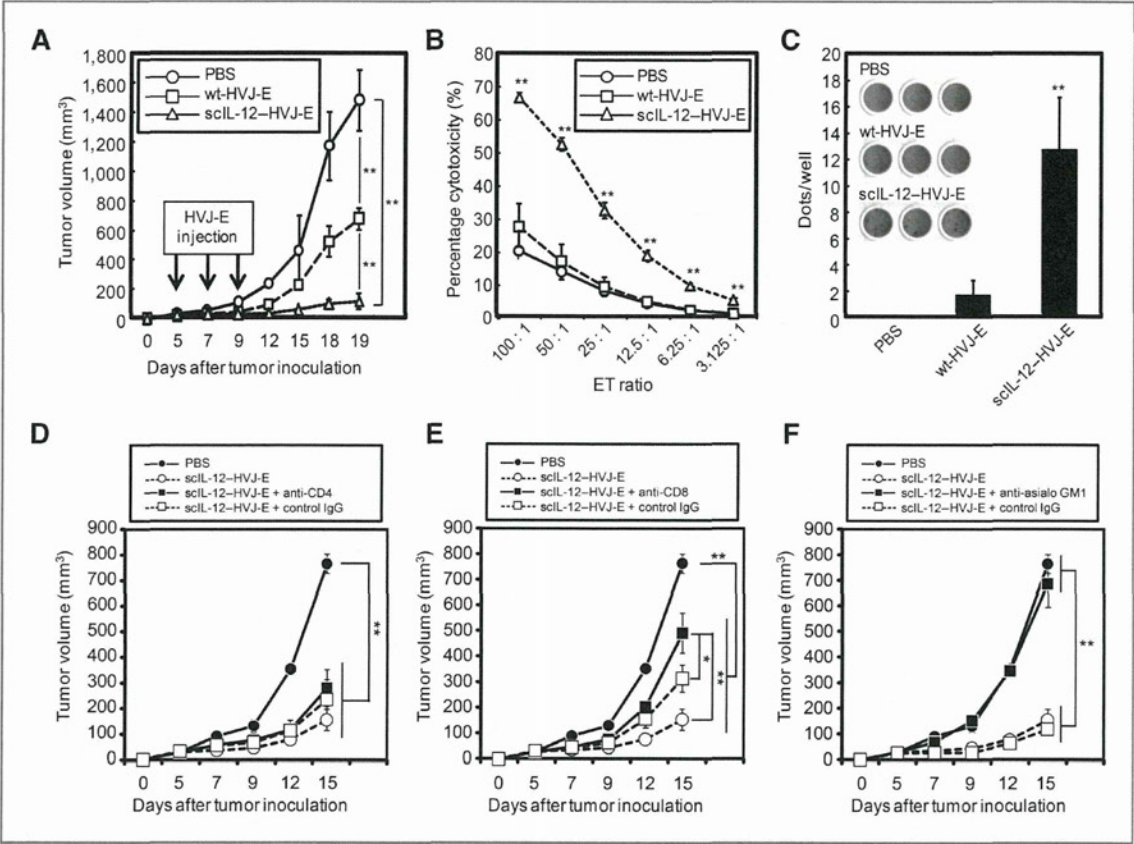 A
Tumor volume (mm³)
1,800
1,600
1,400
1,200
1,000
800
600
400
200
0
PBS
wt-HVJ-E
scIL-12–HVJ-E
HVJ-E
injection
**
**
**
0 5 7 9 12 15 18 19
Days after tumor inoculation
B
Percentage cytotoxicity (%)
80
70
60
50
40
30
20
10
0
PBS
wt-HVJ-E
scIL-12–HVJ-E
**
**
**
**
**
**
100 : 1
50 : 1
25 : 1
12.5 : 1
6.25 : 1
3.125 : 1
ET ratio
C
Dots/well
20
18
16
14
12
10
8
6
4
2
0
PBS
wt-HVJ-E
scIL-12–HVJ-E
**
PBS
wt-HVJ-E
scIL-12–HVJ-E
D
PBS
scIL-12–HVJ-E
scIL-12–HVJ-E + anti-CD4
scIL-12–HVJ-E + control IgG
Tumor volume (mm³)
900
800
700
600
500
400
300
200
100
0
**
0 5 7 9 12 15
Days after tumor inoculation
E
PBS
scIL-12–HVJ-E
scIL-12–HVJ-E + anti-CD8
scIL-12–HVJ-E + control IgG
Tumor volume (mm³)
900
800
700
600
500
400
300
200
100
0
**
*
**
0 5 7 9 12 15
Days after tumor inoculation
F
PBS
scIL-12–HVJ-E
scIL-12–HVJ-E + anti-asialo GM1
scIL-12–HVJ-E + control IgG
Tumor volume (mm³)
900
800
700
600
500
400
300
200
100
0
**
0 5 7 9 12 15
Days after tumor inoculation